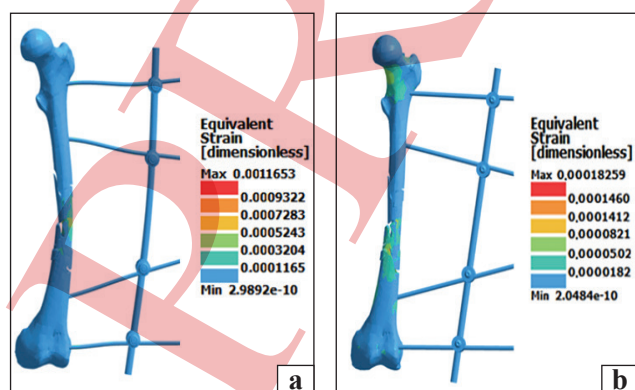 Equivalent
Strain
[dimensionless]
Max 0.0011653
0.0009322
0.0007283
0.0005243
0.0003204
0.0001165
Min 2.9892e-10
a
Equivalent
Strain
[dimensionless]
Max 0,00018259
0,0001460
0,0001412
0,0000821
0,0000502
0,0000182
Min 2.0484e-10
b